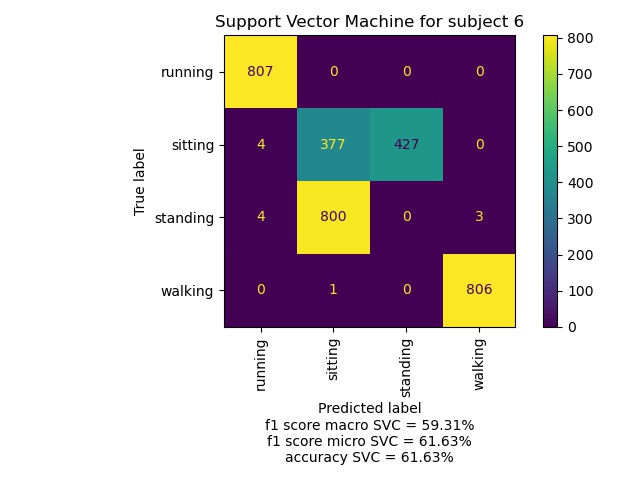 Support Vector Machine for subject 6
running 807 0 0 0
sitting 4 377 427 0
standing 4 800 0 3
walking 0 1 0 806
True label
running sitting standing walking
Predicted label
f1 score macro SVC = 59.31%
f1 score micro SVC = 61.63%
accuracy SVC = 61.63%
800
700
600
500
400
300
200
100
0